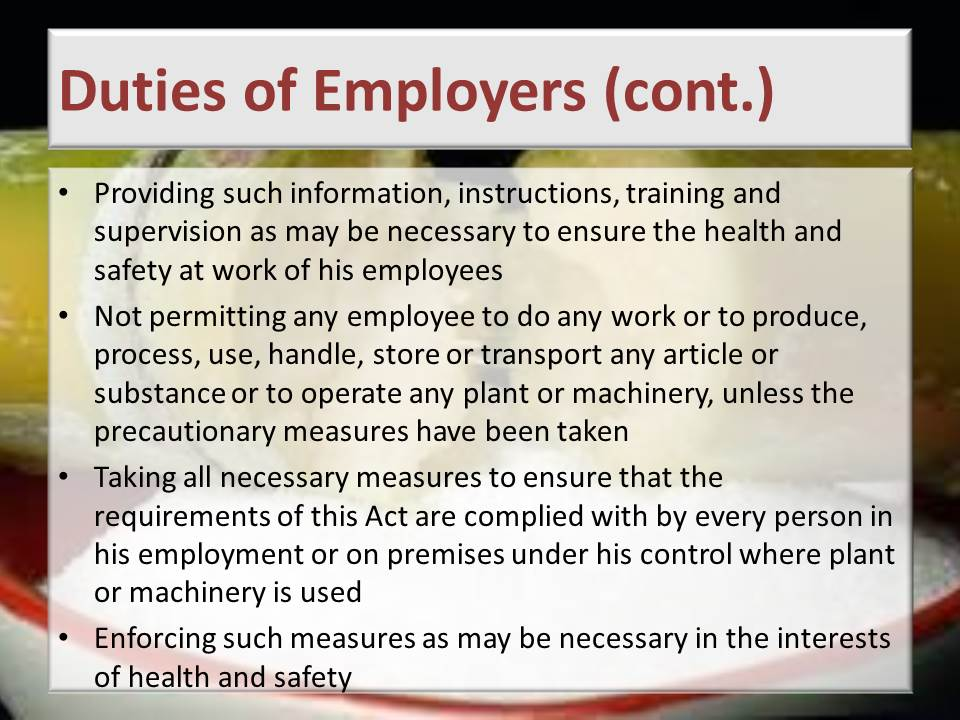 Duties of Employers (cont.)
• Providing such information, instructions, training and
supervision as may be necessary to ensure the health and
safety at work of his employees
• Not permitting any employee to do any work or to produce,
process, use, handle, store or transport any article or
substance or to operate any plant or machinery, unless the
precautionary measures have been taken
• Taking all necessary measures to ensure that the
requirements of this Act are complied with by every person in
his employment or on premises under his control where plant
or machinery is used
• Enforcing such measures as may be necessary in the interests
of health and safety